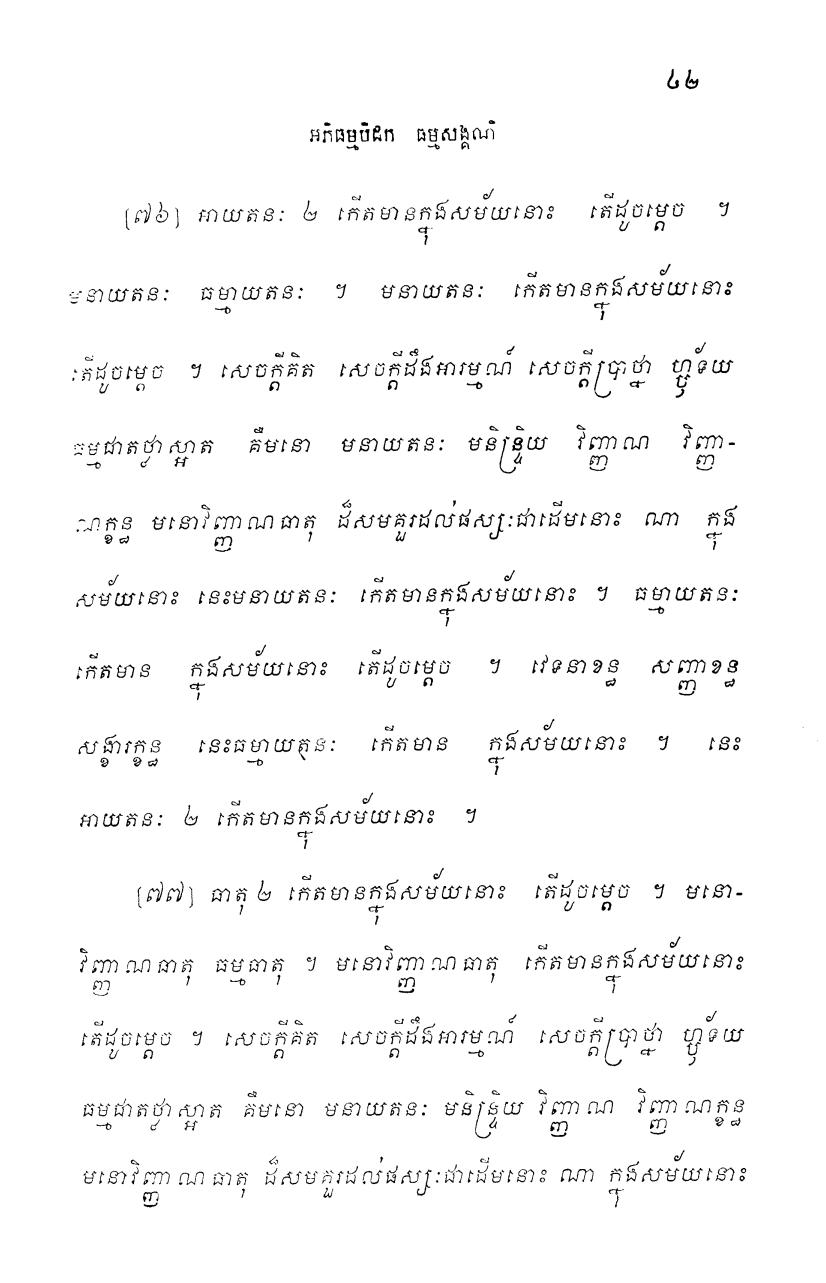 ៤២
អភិធម្មបិដក ធម្មសង្គណី
[៧៦] អាយតនៈ ២ កើតមានក្នុងសម័យនោះ តើដូចម្តេច ។
មនាយតនៈ ធម្មាយតនៈ ។ មនាយតនៈ កើតមានក្នុងសម័យនោះ
តើដូចម្តេច ។ សេចក្តីគិត សេចក្តីដឹងអារម្មណ៍ សេចក្តីប្រាថ្នា ហ្ឫទ័យ
ធម្មជាតថ្វាស្អាត គឺមនោ មនាយតនៈ មនិន្ទ្រិយ វិញ្ញាណ វិញ្ញា-
ណក្ខន្ធ មនោវិញ្ញាណធាតុ ដ៏សមគួរដល់ផស្សៈជាដើមនោះ ណា ក្នុង
សម័យនោះ នេះមនាយតនៈ កើតមានក្នុងសម័យនោះ ។ ធម្មាយតនៈ
កើតមាន ក្នុងសម័យនោះ តើដូចម្តេច ។ វេទនាខន្ធ សញ្ញាខន្ធ
សង្ខារក្ខន្ធ នេះធម្មាយតនៈ កើតមាន ក្នុងសម័យនោះ ។ នេះ
អាយតនៈ ២ កើតមានក្នុងសម័យនោះ ។
[៧៧] ធាតុ ២ កើតមានក្នុងសម័យនោះ តើដូចម្តេច ។ មនោ-
វិញ្ញាណធាតុ ធម្មធាតុ ។ មនោវិញ្ញាណធាតុ កើតមានក្នុងសម័យនោះ
តើដូចម្តេច ។ សេចក្តីគិត សេចក្តីដឹងអារម្មណ៍ សេចក្តីប្រាថ្នា ហ្ឫទ័យ
ធម្មជាតថ្វាស្អាត គឺមនោ មនាយតនៈ មនិន្ទ្រិយ វិញ្ញាណ វិញ្ញាណក្ខន្ធ
មនោវិញ្ញាណធាតុ ដ៏សមគួរដល់ផស្សៈជាដើមនោះ ណា ក្នុងសម័យនោះ